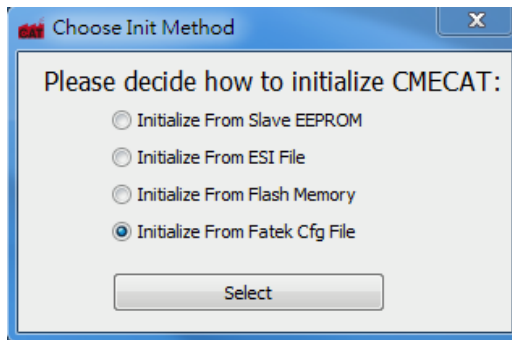 CAT Choose Init Method
Please decide how to initialize CMECAT:
Initialize From Slave EEPROM
Initialize From ESI File
Initialize From Flash Memory
Initialize From Fatek Cfg File
Select